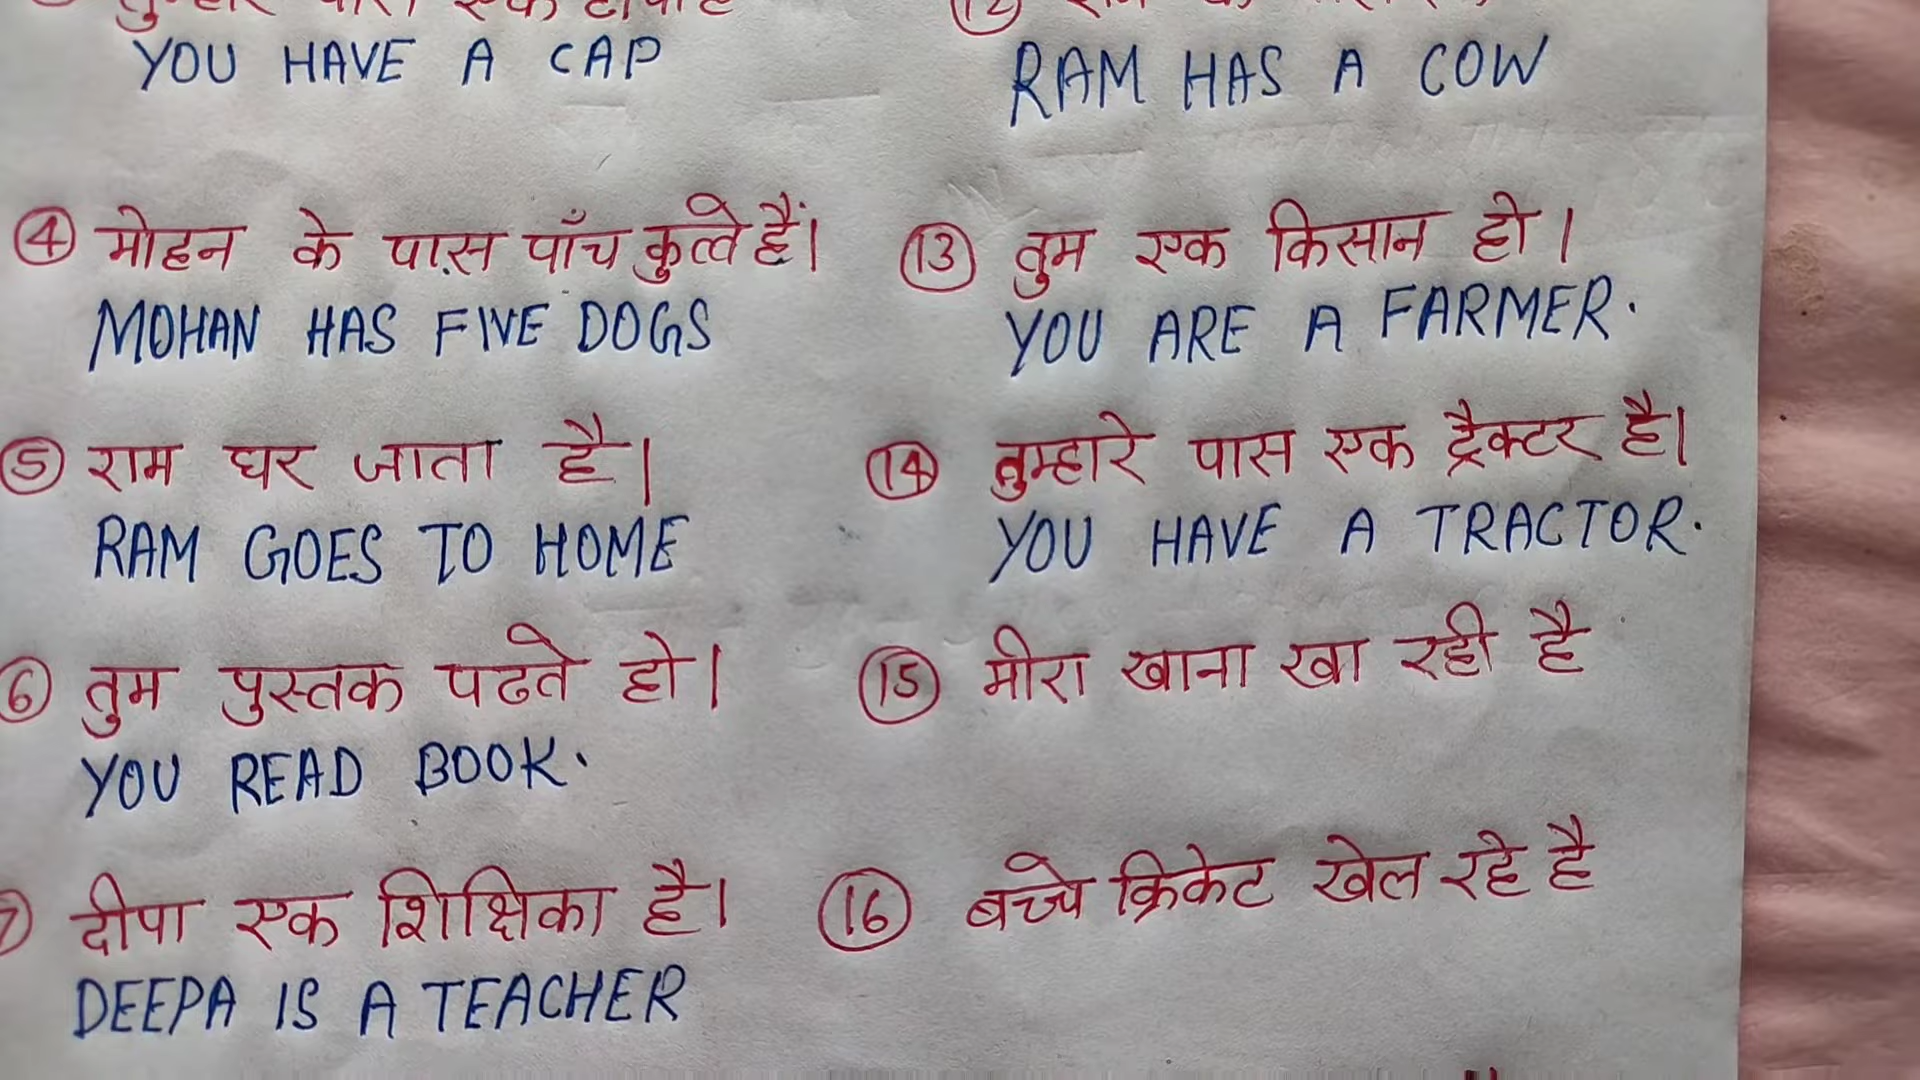 YOU HAVE A CAP
④ मोहन के पास पाँच कुत्ते हैं।
MOHAN HAS FIVE DOGS
⑤ राम घर जाता है।
RAM GOES TO HOME
⑥ तुम पुस्तक पढते हो।
YOU READ BOOK.
7 दीपा एक शिक्षिका है।
DEEPA IS A TEACHER
⑫
RAM HAS A COW
⑬ तुम एक किसान हो।
YOU ARE A FARMER.
⑭ तुम्हारे पास एक ट्रैक्टर है।
YOU HAVE A TRACTOR.
⑮ मीरा खाना खा रही है
⑯ बच्चे क्रिकेट खेल रहे है